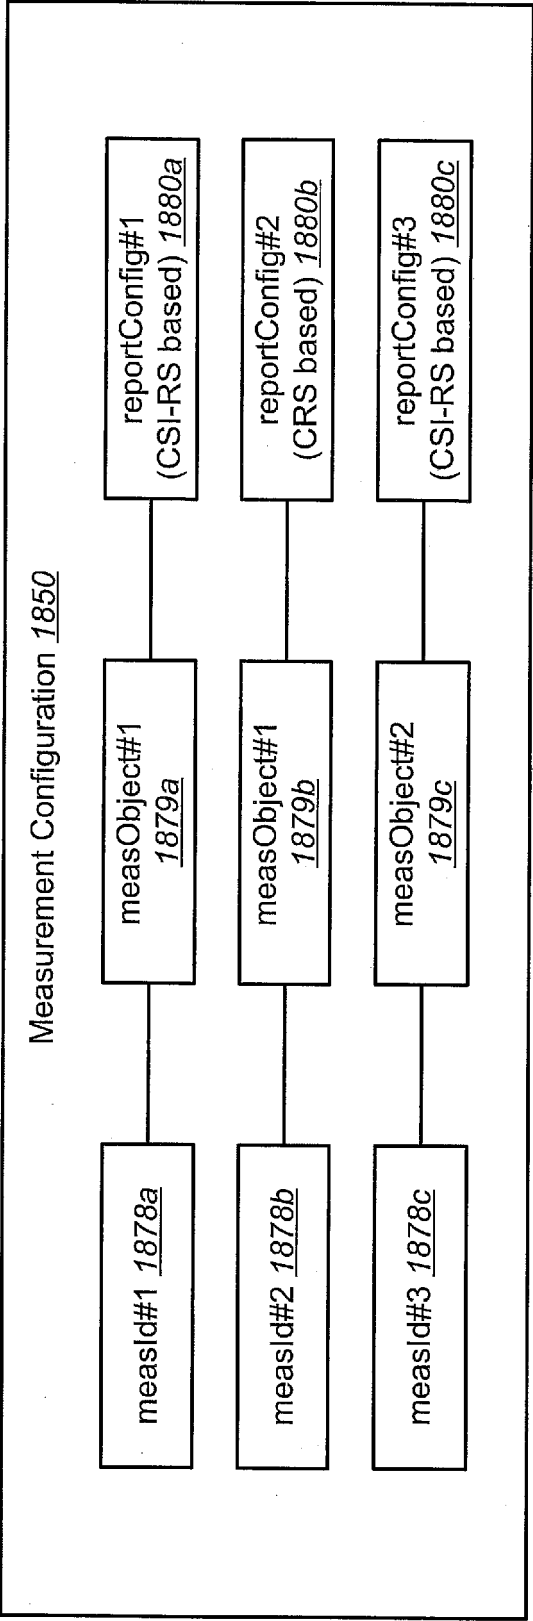 Measurement Configuration 1850
measId#1 1878a
measObject#1
1879a
reportConfig#1
(CSI-RS based) 1880a
measId#2 1878b
measObject#1
1879b
reportConfig#2
(CRS based) 1880b
measId#3 1878c
measObject#2
1879c
reportConfig#3
(CSI-RS based) 1880c